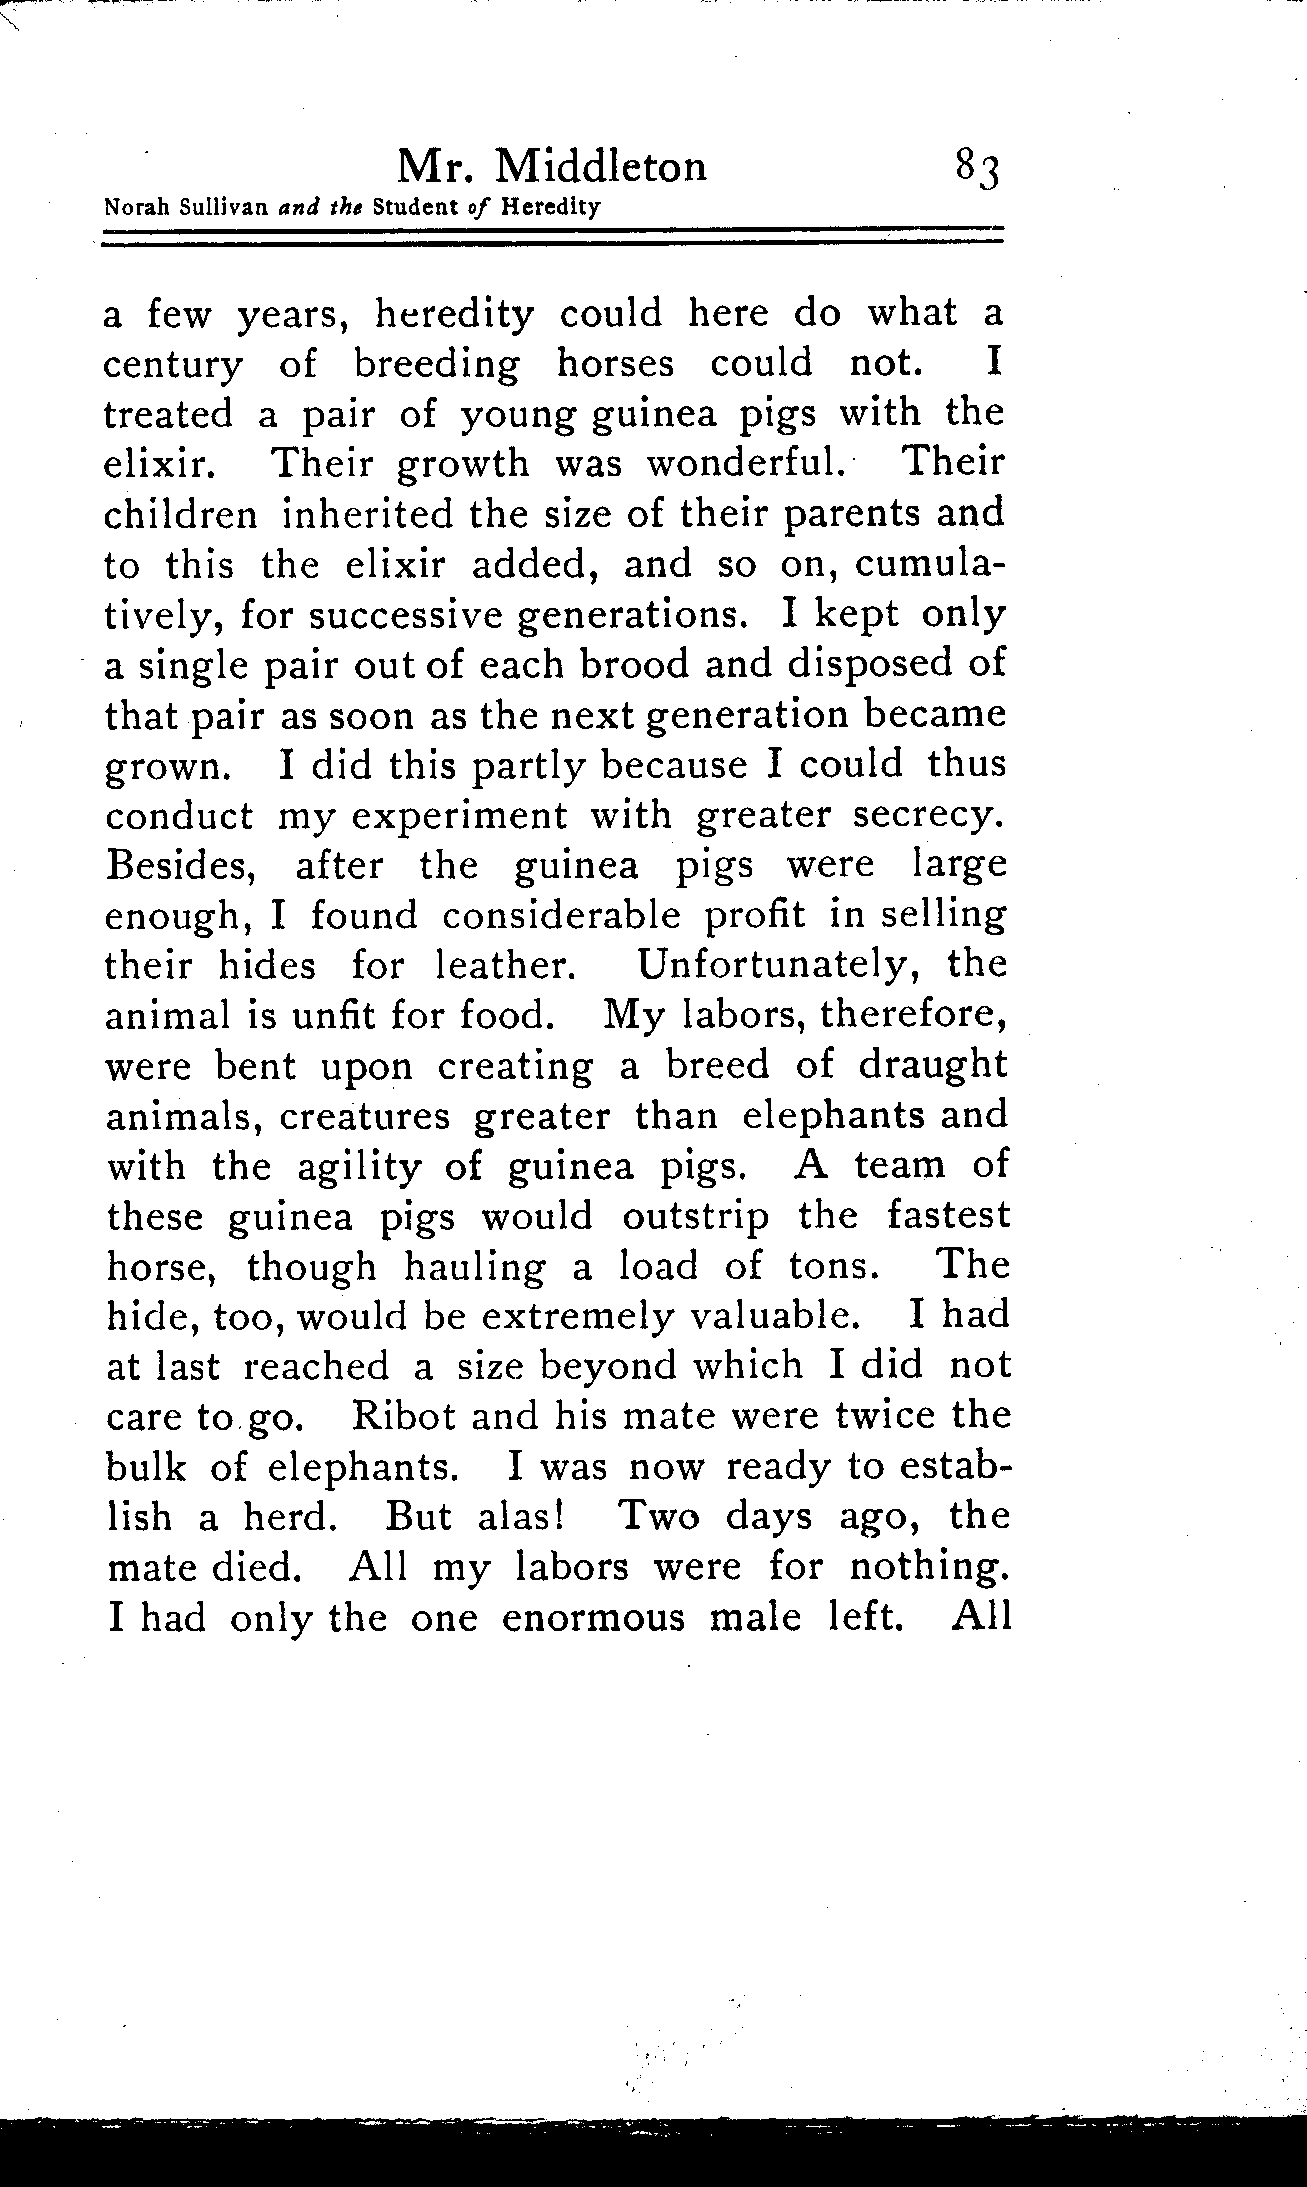 Mr. Middleton 83
Norah Sullivan and the Student of Heredity
a few years, heredity could here do what a
century of breeding horses could not. I
treated a pair of young guinea pigs with the
elixir. Their growth was wonderful. Their
children inherited the size of their parents and
to this the elixir added, and so on, cumula-
tively, for successive generations. I kept only
a single pair out of each brood and disposed of
that pair as soon as the next generation became
grown. I did this partly because I could thus
conduct my experiment with greater secrecy.
Besides, after the guinea pigs were large
enough, I found considerable profit in selling
their hides for leather. Unfortunately, the
animal is unfit for food. My labors, therefore,
were bent upon creating a breed of draught
animals, creatures greater than elephants and
with the agility of guinea pigs. A team of
these guinea pigs would outstrip the fastest
horse, though hauling a load of tons. The
hide, too, would be extremely valuable. I had
at last reached a size beyond which I did not
care to go. Ribot and his mate were twice the
bulk of elephants. I was now ready to estab-
lish a herd. But alas! Two days ago, the
mate died. All my labors were for nothing.
I had only the one enormous male left. All